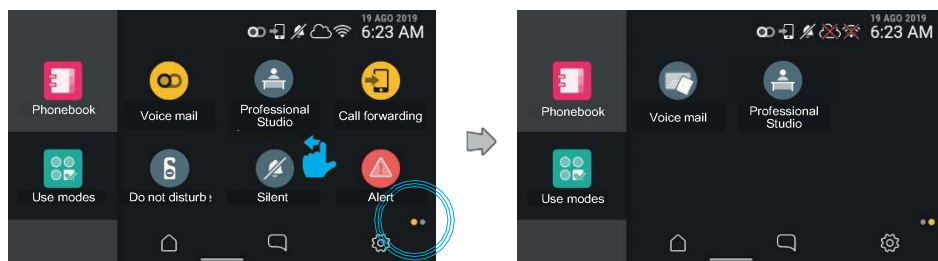 19 AGO 2019
6:23 AM
Phonebook
Voice mail
Professional
Studio
Call forwarding
Use modes
Do not disturb
Silent
Alert
19 AGO 2019
6:23 AM
Phonebook
Voice mail
Professional
Studio
Use modes